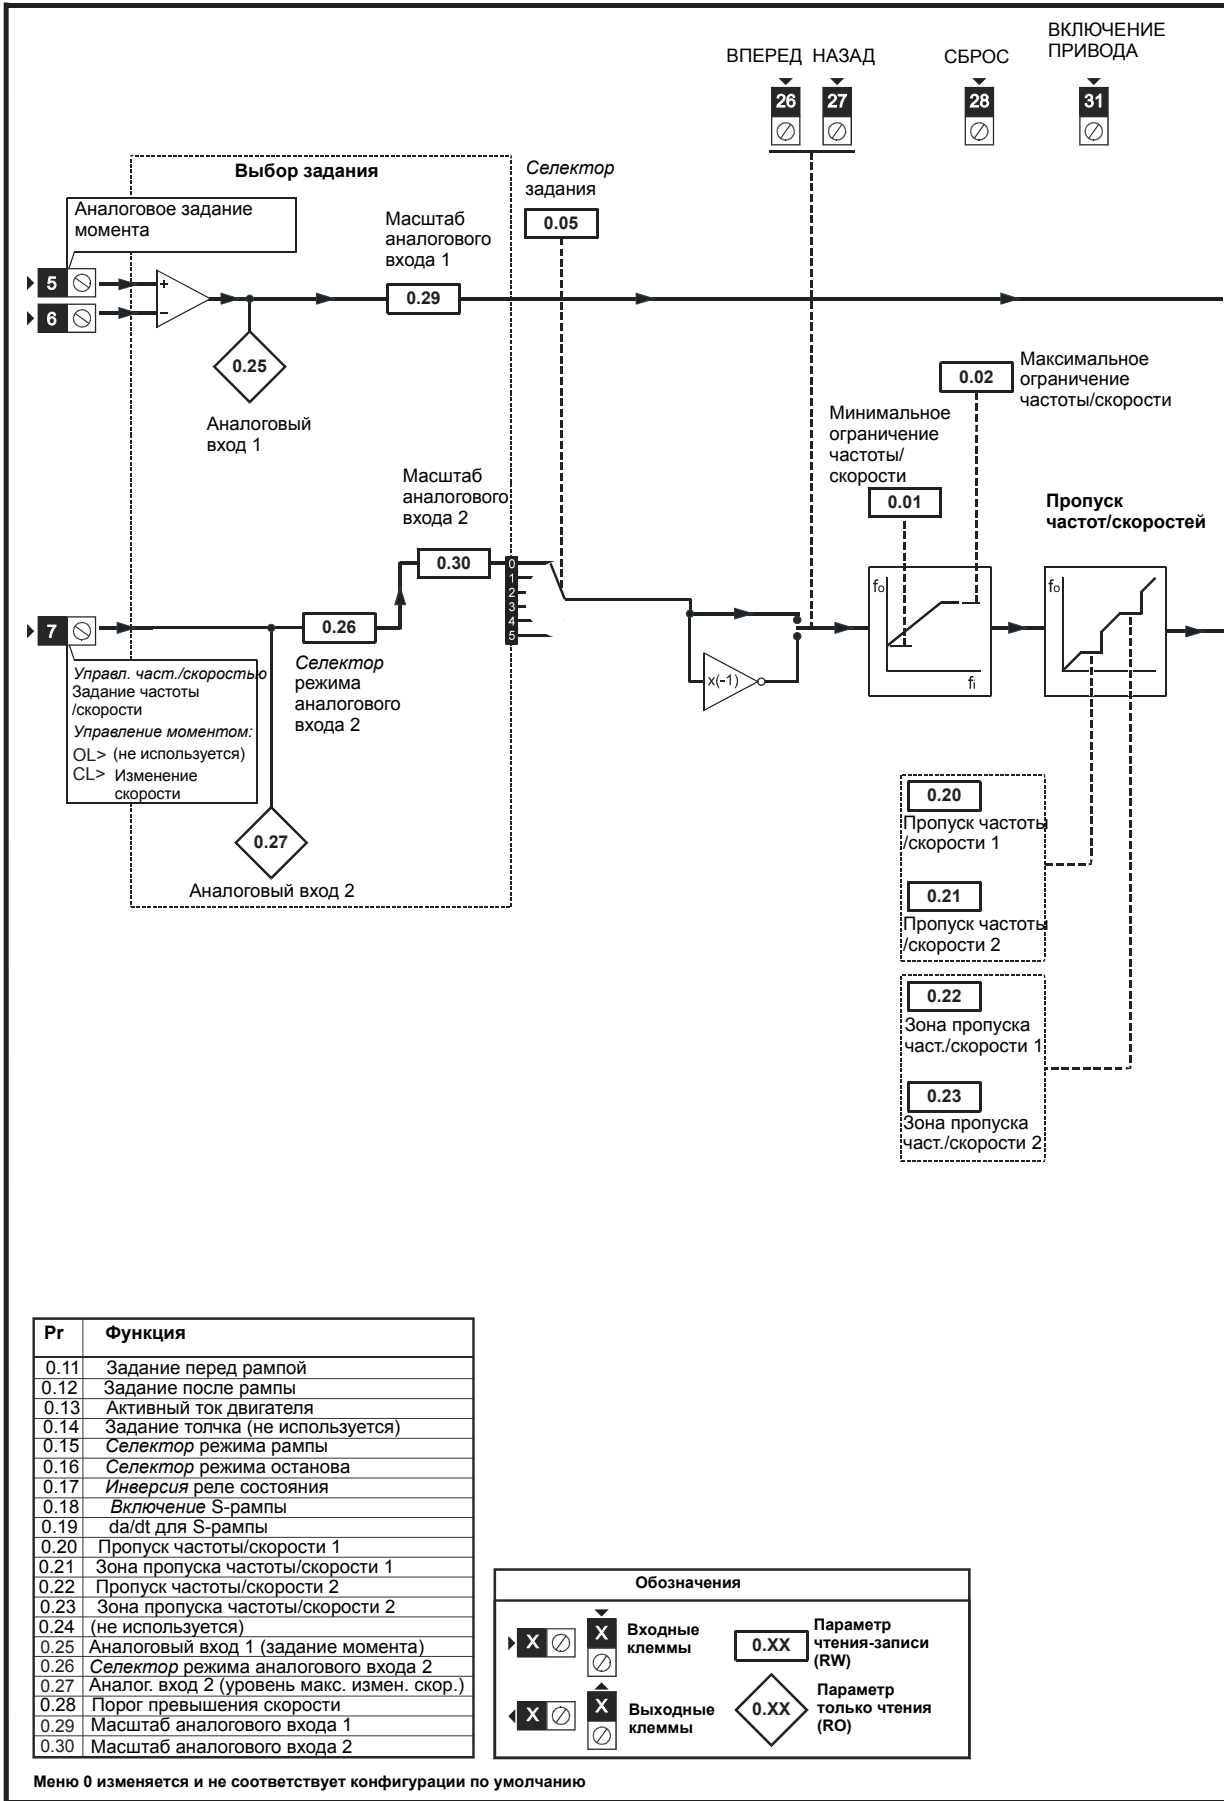 ВПЕРЕД НАЗАД
СБРОС
ВКЛЮЧЕНИЕ
ПРИВОДА
26
27
28
31
Выбор задания
Селектор
задания
0.05
Аналоговое задание
момента
Масштаб
аналогового
входа 1
5
6
+
−
0.29
0.25
Аналоговый
вход 1
0.02
Максимальное
ограничение
частоты/скорости
Минимальное
ограничение
частоты/
скорости
0.01
Масштаб
аналогового
входа 2
0.30
0
1
2
3
4
5
Пропуск
частот/скоростей
fo
fi
fo
x(-1)
7
0.26
Селектор
режима
аналогового
входа 2
Управл. част./скоростью
Задание частоты
/скорости
Управление моментом:
OL> (не используется)
CL> Изменение
скорости
0.27
Аналоговый вход 2
0.20
Пропуск частоты
/скорости 1
0.21
Пропуск частоты
/скорости 2
0.22
Зона пропуска
част./скорости 1
0.23
Зона пропуска
част./скорости 2
Pr Функция
0.11 Задание перед рампой
0.12 Задание после рампы
0.13 Активный ток двигателя
0.14 Задание толчка (не используется)
0.15 Селектор режима рампы
0.16 Селектор режима останова
0.17 Инверсия реле состояния
0.18 Включение S-рампы
0.19 da/dt для S-рампы
0.20 Пропуск частоты/скорости 1
0.21 Зона пропуска частоты/скорости 1
0.22 Пропуск частоты/скорости 2
0.23 Зона пропуска частоты/скорости 2
0.24 (не используется)
0.25 Аналоговый вход 1 (задание момента)
0.26 Селектор режима аналогового входа 2
0.27 Аналог. вход 2 (уровень макс. измен. скор.)
0.28 Порог превышения скорости
0.29 Масштаб аналогового входа 1
0.30 Масштаб аналогового входа 2
Обозначения
X
X
Входные
клеммы
0.XX
Параметр
чтения-записи
(RW)
X
X
Выходные
клеммы
0.XX
Параметр
только чтения
(RO)
Меню 0 изменяется и не соответствует конфигурации по умолчанию